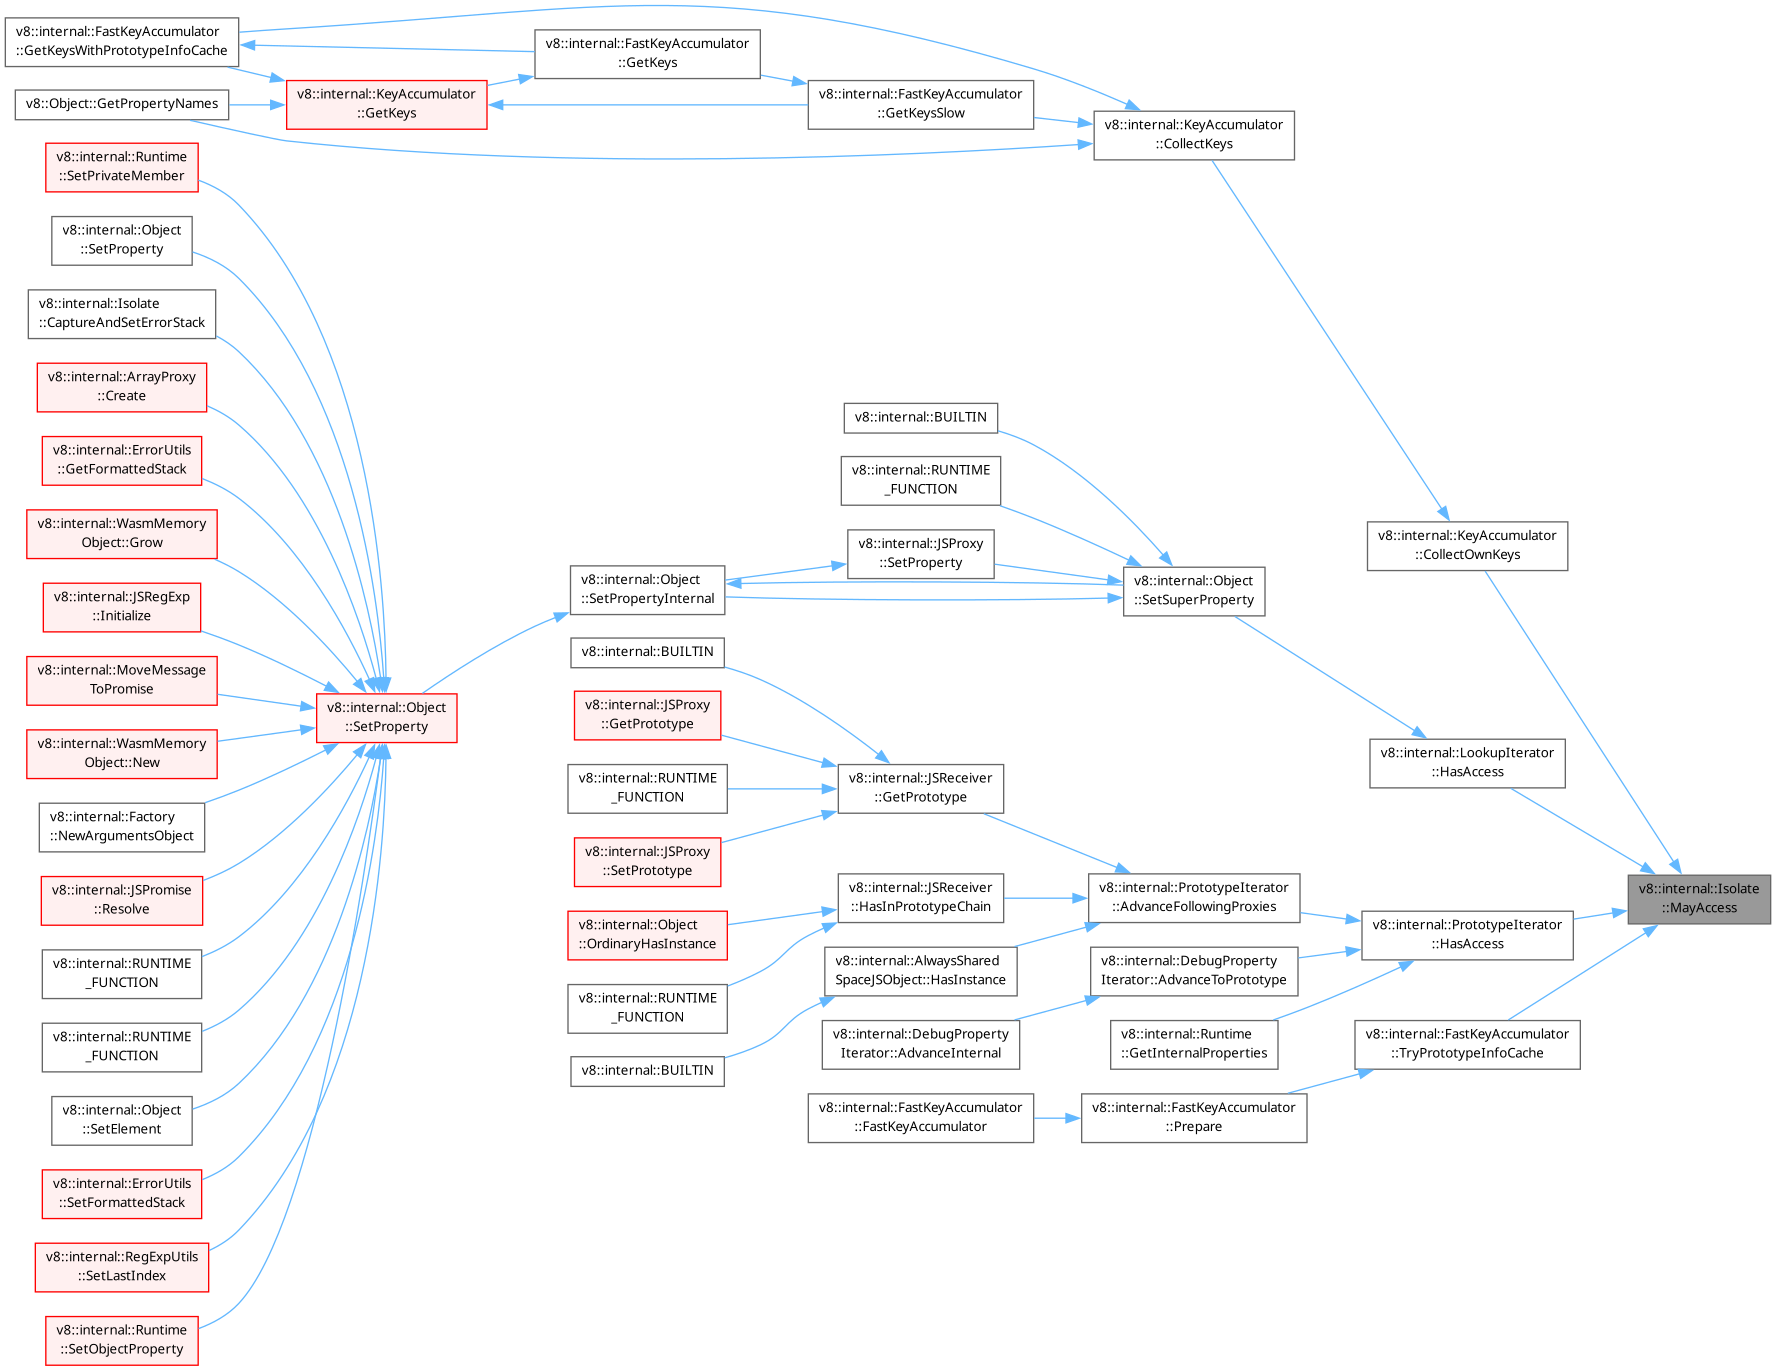 v8::internal::FastKeyAccumulator
::GetKeysWithPrototypeInfoCache
v8::internal::FastKeyAccumulator
::GetKeys
v8::internal::KeyAccumulator
::GetKeys
v8::Object::GetPropertyNames
v8::internal::FastKeyAccumulator
::GetKeysSlow
v8::internal::KeyAccumulator
::CollectKeys
v8::internal::Runtime
::SetPrivateMember
v8::internal::Object
::SetProperty
v8::internal::Isolate
::CaptureAndSetErrorStack
v8::internal::ArrayProxy
::Create
v8::internal::ErrorUtils
::GetFormattedStack
v8::internal::WasmMemory
Object::Grow
v8::internal::JSRegExp
::Initialize
v8::internal::MoveMessage
ToPromise
v8::internal::WasmMemory
Object::New
v8::internal::Factory
::NewArgumentsObject
v8::internal::JSPromise
::Resolve
v8::internal::RUNTIME
_FUNCTION
v8::internal::RUNTIME
_FUNCTION
v8::internal::Object
::SetElement
v8::internal::ErrorUtils
::SetFormattedStack
v8::internal::RegExpUtils
::SetLastIndex
v8::internal::Runtime
::SetObjectProperty
v8::internal::Object
::SetProperty
v8::internal::Object
::SetPropertyInternal
v8::internal::BUILTIN
v8::internal::JSProxy
::GetPrototype
v8::internal::RUNTIME
_FUNCTION
v8::internal::JSProxy
::SetPrototype
v8::internal::Object
::OrdinaryHasInstance
v8::internal::RUNTIME
_FUNCTION
v8::internal::BUILTIN
v8::internal::BUILTIN
v8::internal::RUNTIME
_FUNCTION
v8::internal::JSProxy
::SetProperty
v8::internal::JSReceiver
::GetPrototype
v8::internal::JSReceiver
::HasInPrototypeChain
v8::internal::AlwaysShared
SpaceJSObject::HasInstance
v8::internal::DebugProperty
Iterator::AdvanceInternal
v8::internal::FastKeyAccumulator
::FastKeyAccumulator
v8::internal::Object
::SetSuperProperty
v8::internal::PrototypeIterator
::AdvanceFollowingProxies
v8::internal::DebugProperty
Iterator::AdvanceToPrototype
v8::internal::Runtime
::GetInternalProperties
v8::internal::FastKeyAccumulator
::Prepare
v8::internal::KeyAccumulator
::CollectOwnKeys
v8::internal::LookupIterator
::HasAccess
v8::internal::PrototypeIterator
::HasAccess
v8::internal::FastKeyAccumulator
::TryPrototypeInfoCache
v8::internal::Isolate
::MayAccess